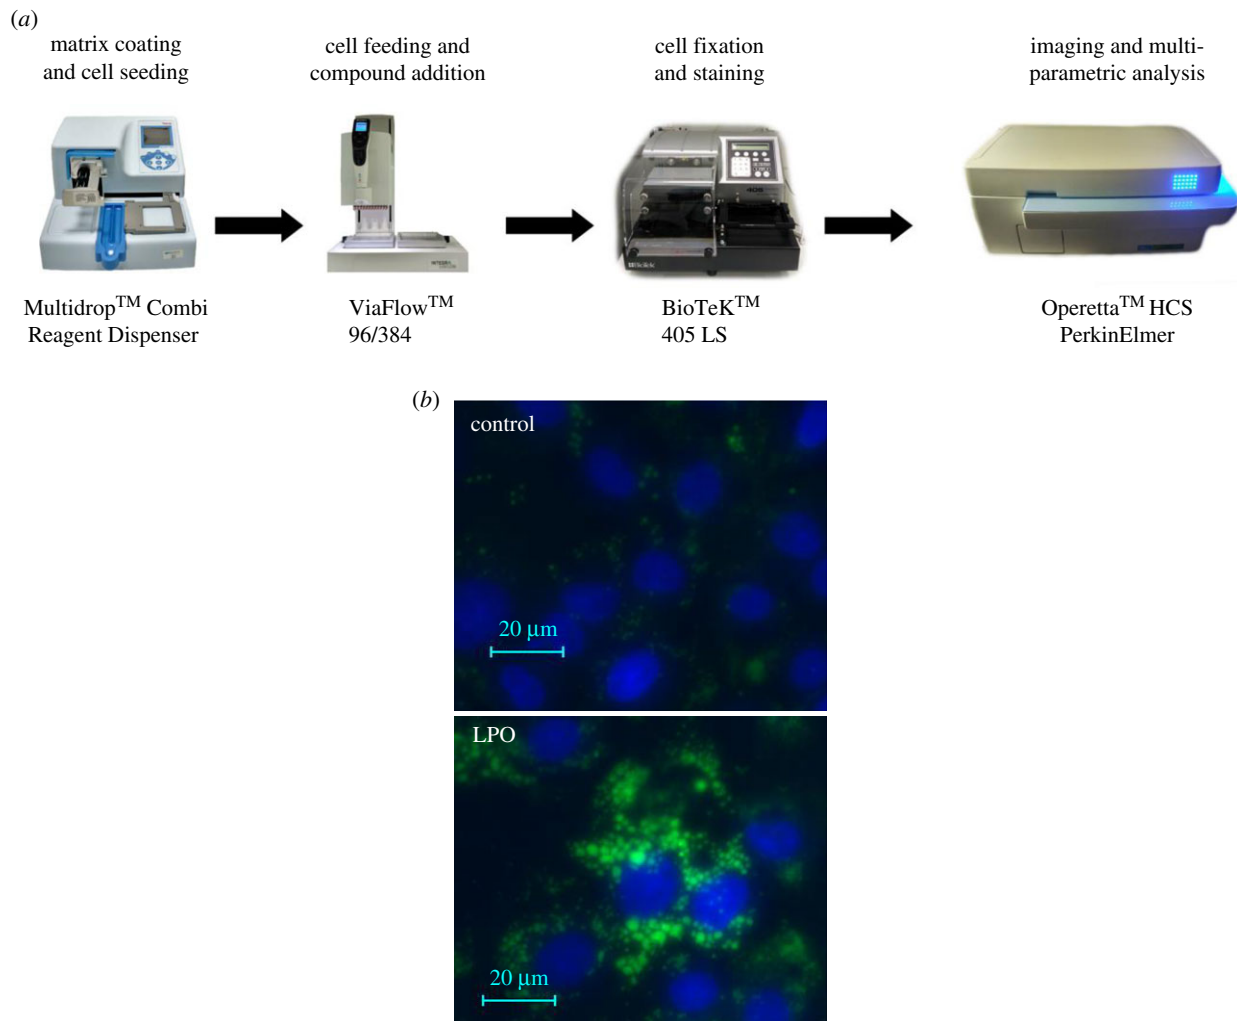 (a)
matrix coating
and cell seeding
cell feeding and
compound addition
cell fixation
and staining
imaging and multi-
parametric analysis
Multidrop™ Combi
Reagent Dispenser
ViaFlow™
96/384
BioTeK™
405 LS
Operetta™ HCS
PerkinElmer
(b)
control
20 µm
LPO
20 µm